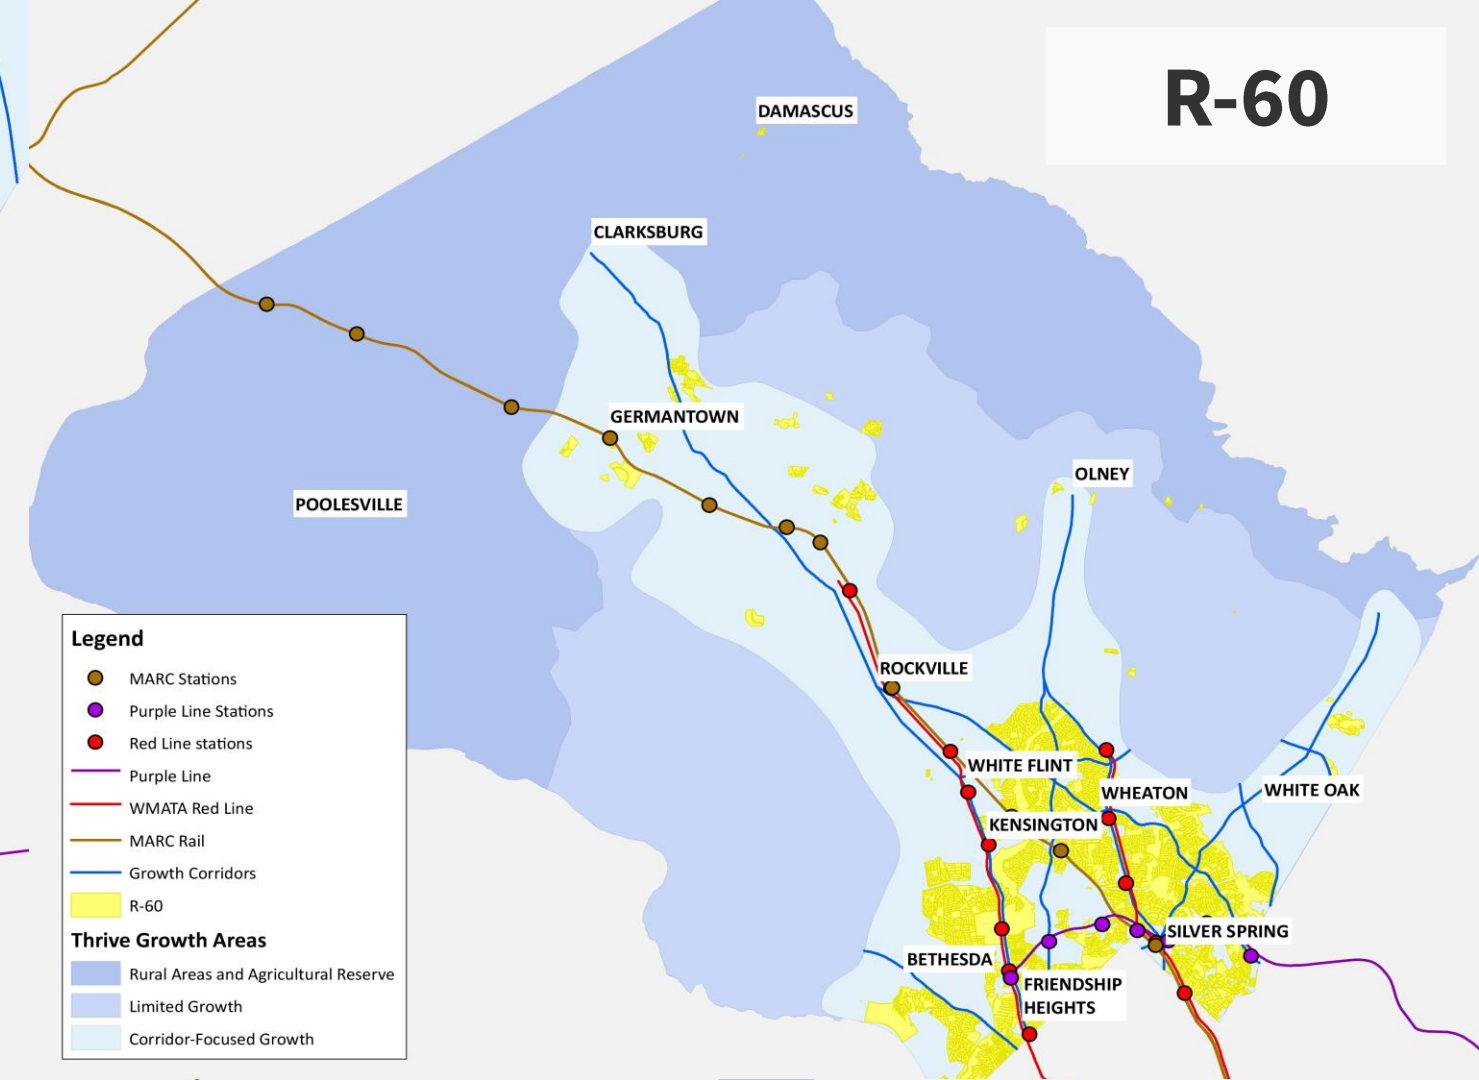 R-60
DAMASCUS
CLARKSBURG
GERMANTOWN
OLNEY
POOLESVILLE
ROCKVILLE
WHITE FLINT
WHEATON
WHITE OAK
KENSINGTON
SILVER SPRING
BETHESDA
FRIENDSHIP
HEIGHTS
Legend
MARC Stations
Purple Line Stations
Red Line stations
Purple Line
WMATA Red Line
MARC Rail
Growth Corridors
R-60
Thrive Growth Areas
Rural Areas and Agricultural Reserve
Limited Growth
Corridor-Focused Growth